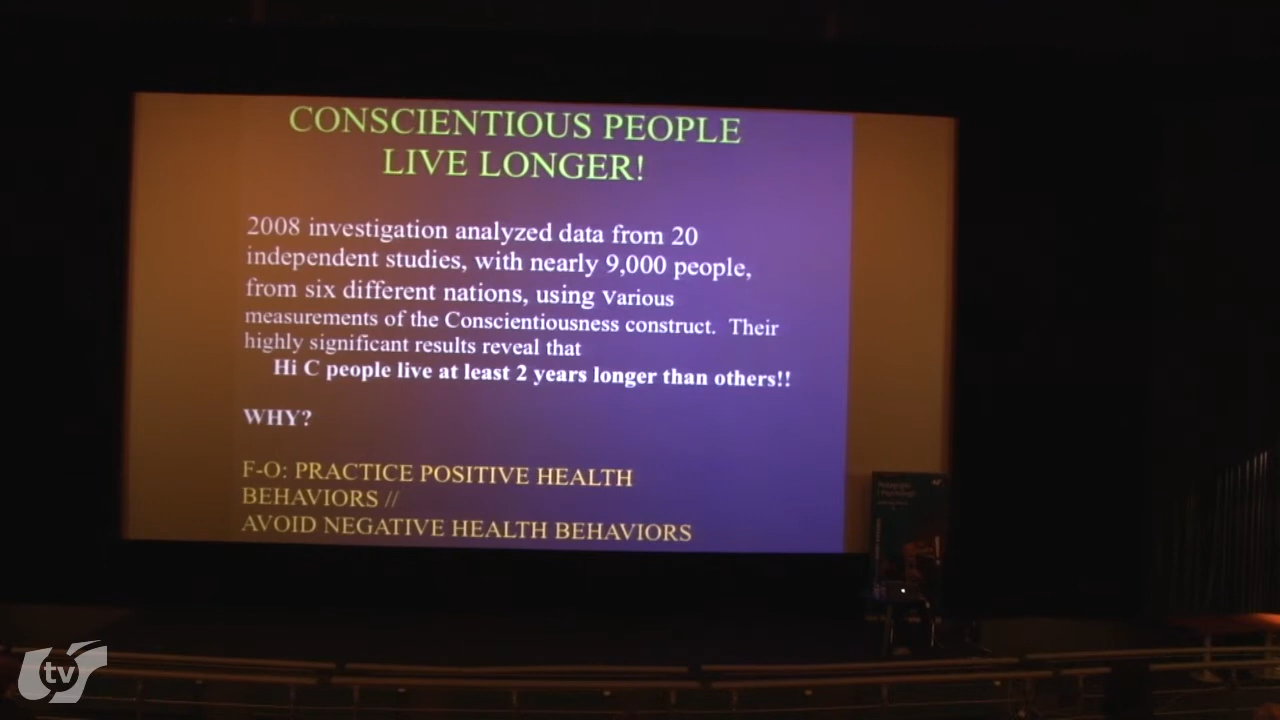 CONSCIENTIOUS PEOPLE
LIVE LONGER!
2008 investigation analyzed data from 20
independent studies, with nearly 9,000 people,
from six different nations, using various
measurements of the Conscientiousness construct.  Their
highly significant results reveal that
Hi C people live at least 2 years longer than others!!
WHY?
F-O: PRACTICE POSITIVE HEALTH
BEHAVIORS //
AVOID NEGATIVE HEALTH BEHAVIORS
tv